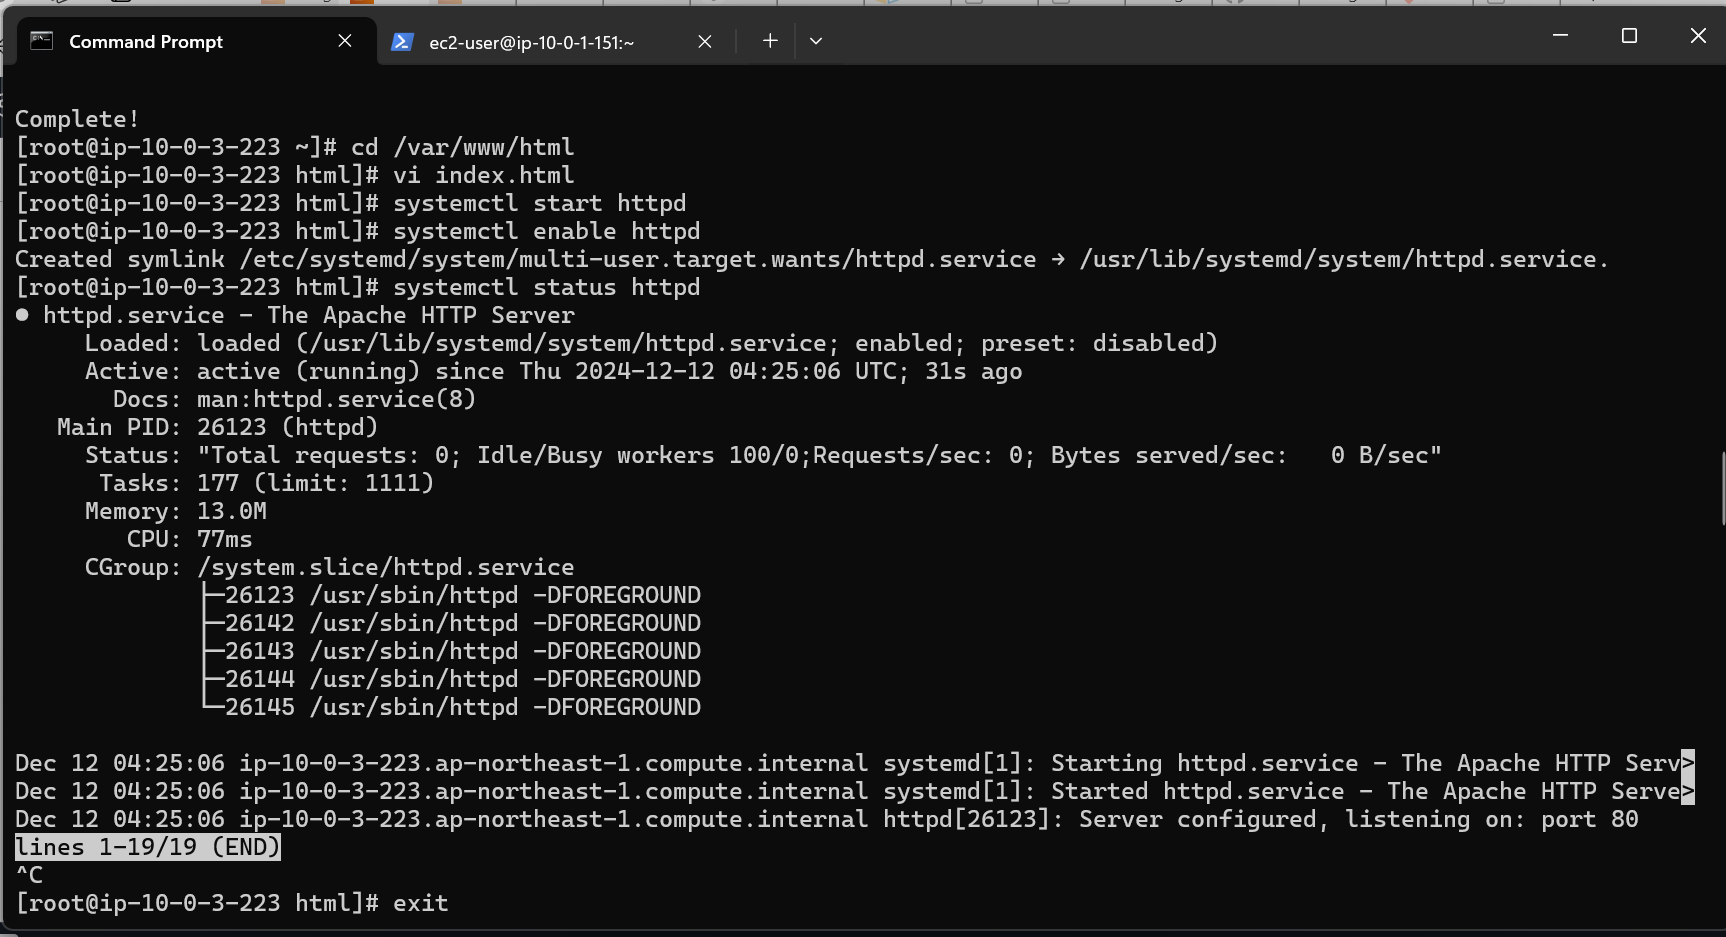 Command Prompt
ec2-user@ip-10-0-1-151:~
Complete!
[root@ip-10-0-3-223 ~]# cd /var/www/html
[root@ip-10-0-3-223 html]# vi index.html
[root@ip-10-0-3-223 html]# systemctl start httpd
[root@ip-10-0-3-223 html]# systemctl enable httpd
Created symlink /etc/systemd/system/multi-user.target.wants/httpd.service → /usr/lib/systemd/system/httpd.service.
[root@ip-10-0-3-223 html]# systemctl status httpd
● httpd.service - The Apache HTTP Server
     Loaded: loaded (/usr/lib/systemd/system/httpd.service; enabled; preset: disabled)
     Active: active (running) since Thu 2024-12-12 04:25:06 UTC; 31s ago
       Docs: man:httpd.service(8)
   Main PID: 26123 (httpd)
     Status: "Total requests: 0; Idle/Busy workers 100/0;Requests/sec: 0; Bytes served/sec:   0 B/sec"
      Tasks: 177 (limit: 1111)
     Memory: 13.0M
        CPU: 77ms
     CGroup: /system.slice/httpd.service
             ├─26123 /usr/sbin/httpd -DFOREGROUND
             ├─26142 /usr/sbin/httpd -DFOREGROUND
             ├─26143 /usr/sbin/httpd -DFOREGROUND
             ├─26144 /usr/sbin/httpd -DFOREGROUND
             └─26145 /usr/sbin/httpd -DFOREGROUND
Dec 12 04:25:06 ip-10-0-3-223.ap-northeast-1.compute.internal systemd[1]: Starting httpd.service - The Apache HTTP Serv>
Dec 12 04:25:06 ip-10-0-3-223.ap-northeast-1.compute.internal systemd[1]: Started httpd.service - The Apache HTTP Serve>
Dec 12 04:25:06 ip-10-0-3-223.ap-northeast-1.compute.internal httpd[26123]: Server configured, listening on: port 80
lines 1-19/19 (END)
^C
[root@ip-10-0-3-223 html]# exit